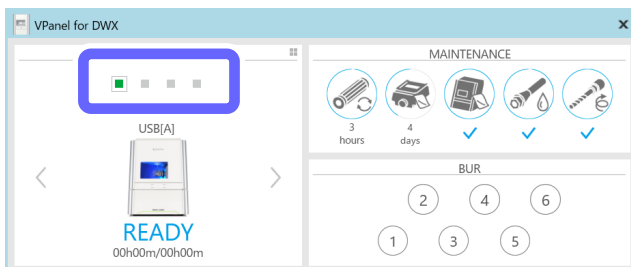 VPanel for DWX
MAINTENANCE
3
hours
4
days
USB[A]
READY
00h00m/00h00m
BUR
2 4 6
1 3 5